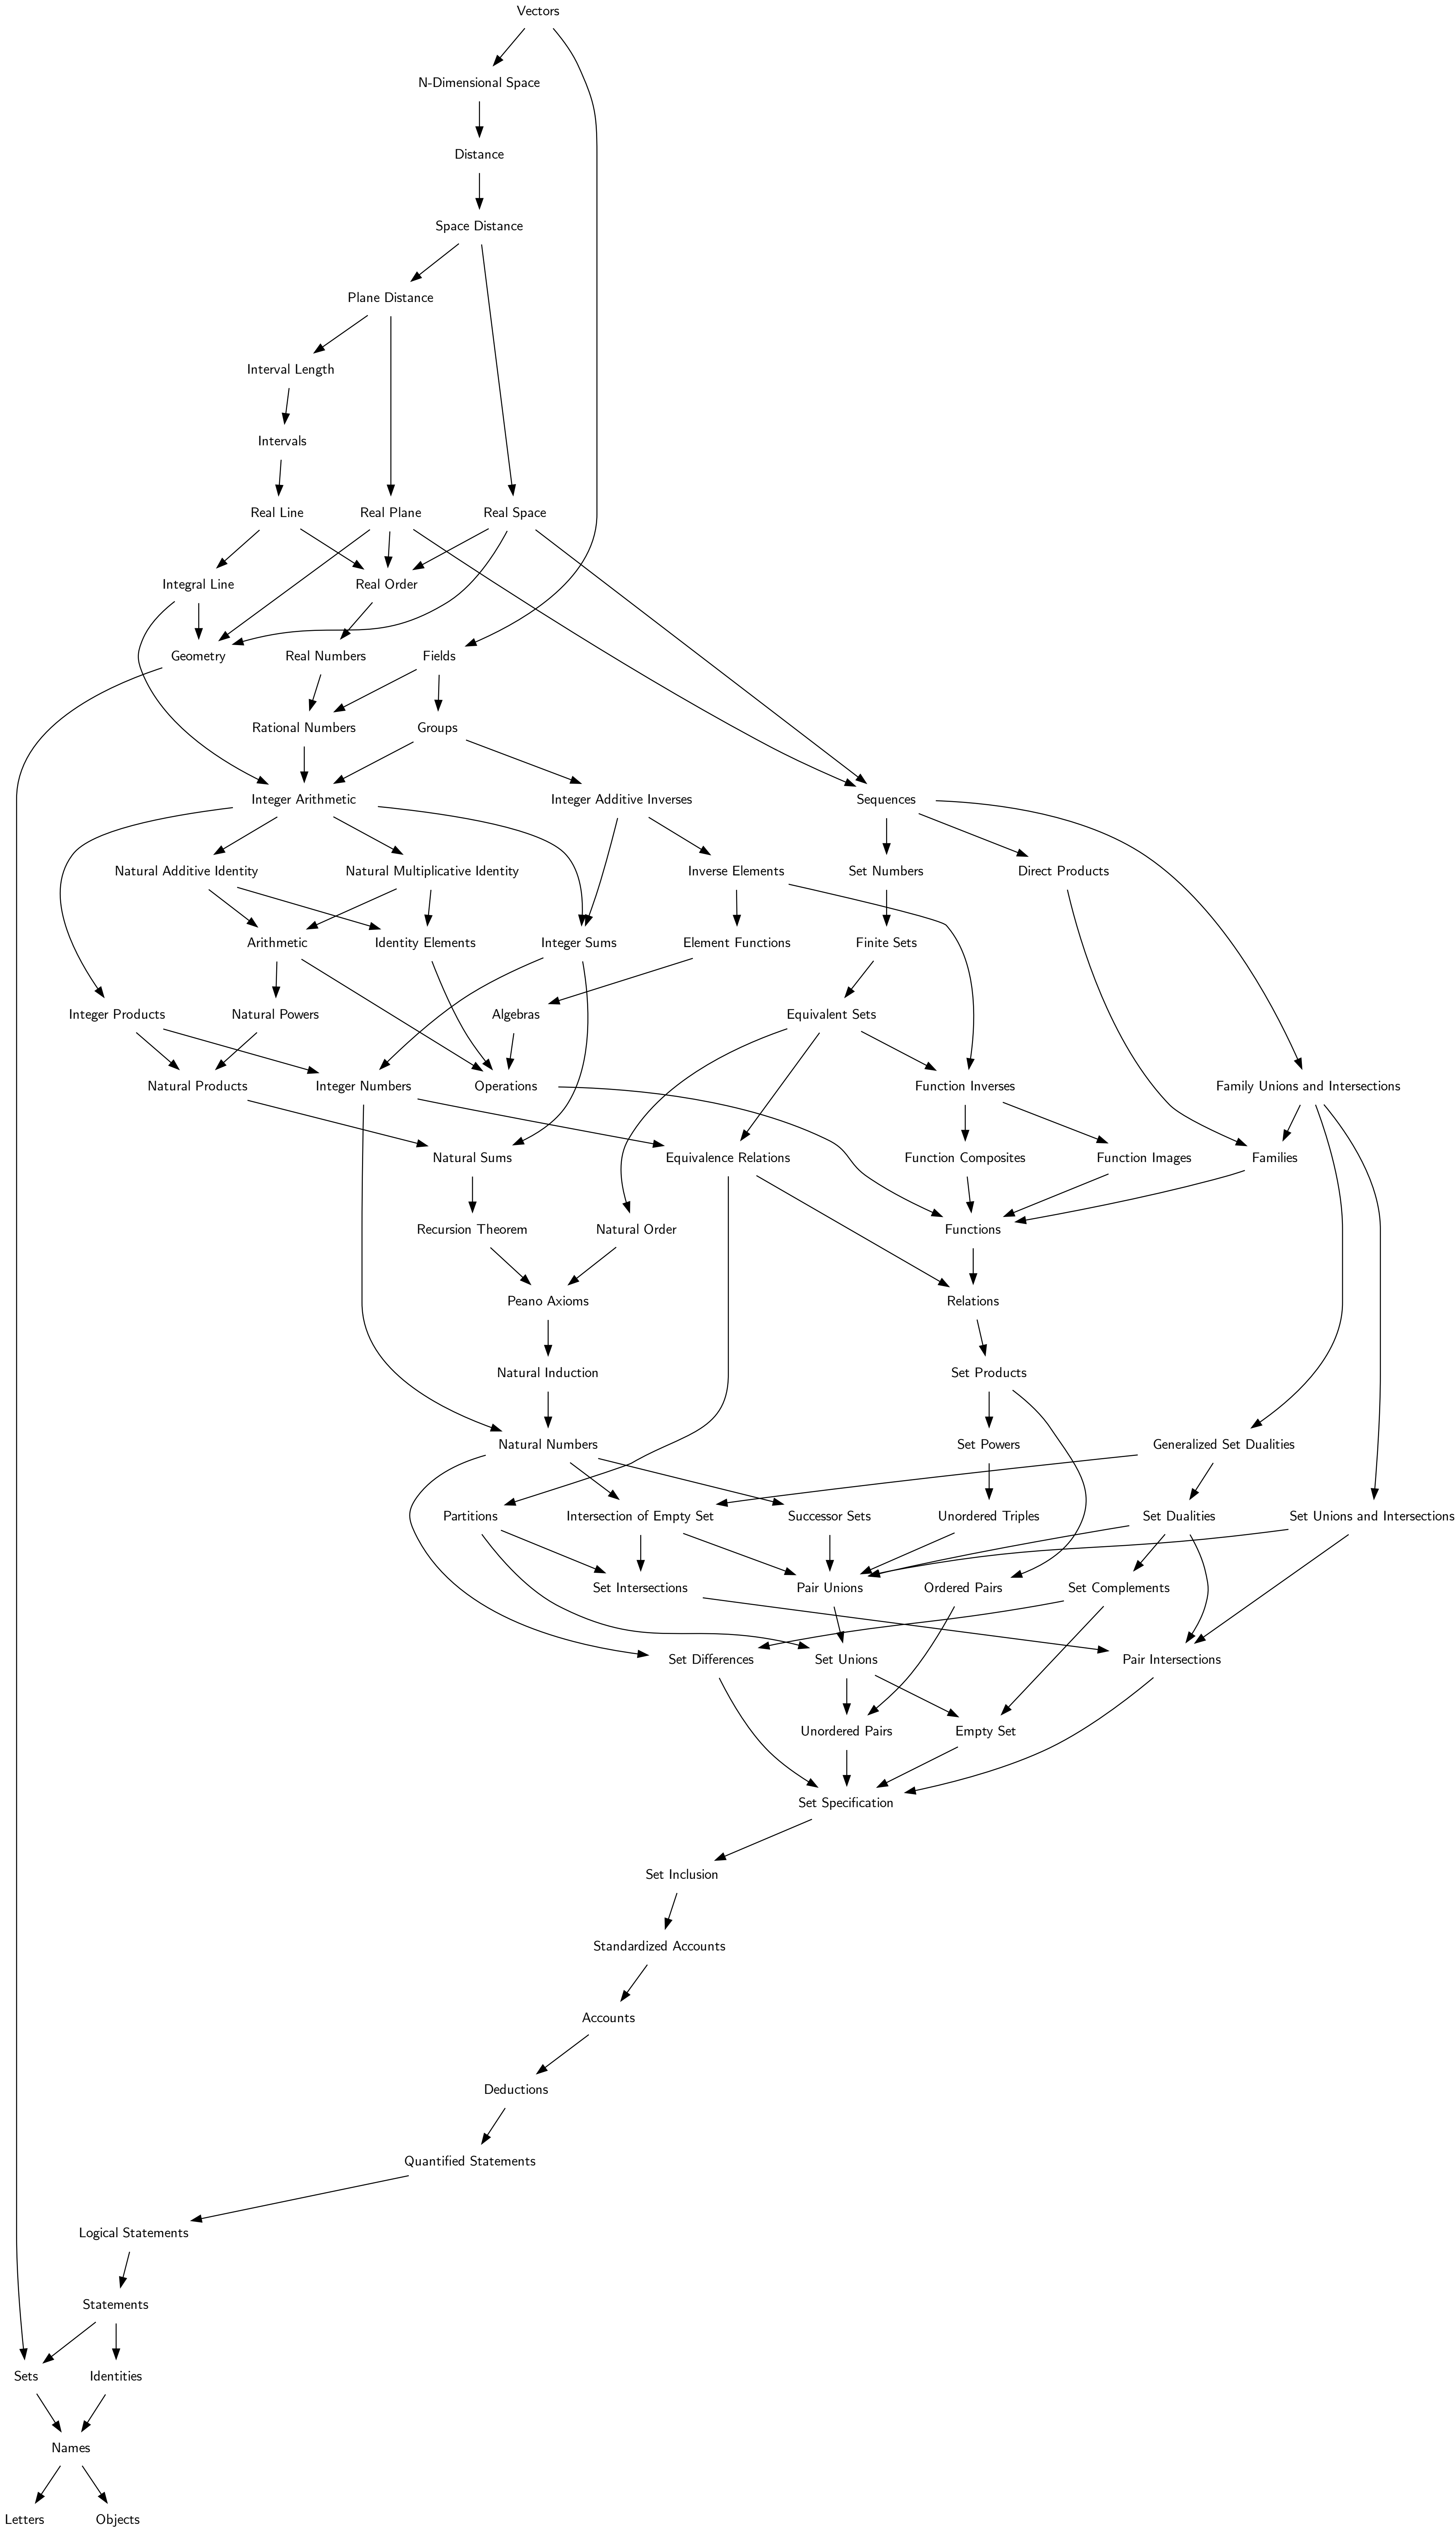 Vectors
N-Dimensional Space
Distance
Space Distance
Plane Distance
Interval Length
Intervals
Real Line
Real Plane
Real Space
Integral Line
Real Order
Geometry
Real Numbers
Fields
Rational Numbers
Groups
Integer Arithmetic
Integer Additive Inverses
Sequences
Natural Additive Identity
Natural Multiplicative Identity
Inverse Elements
Set Numbers
Direct Products
Arithmetic
Identity Elements
Integer Sums
Element Functions
Finite Sets
Integer Products
Natural Powers
Algebras
Equivalent Sets
Natural Products
Integer Numbers
Operations
Function Inverses
Family Unions and Intersections
Natural Sums
Equivalence Relations
Function Composites
Function Images
Families
Recursion Theorem
Natural Order
Functions
Peano Axioms
Relations
Natural Induction
Set Products
Natural Numbers
Set Powers
Generalized Set Dualities
Partitions
Intersection of Empty Set
Successor Sets
Unordered Triples
Set Dualities
Set Unions and Intersections
Set Intersections
Pair Unions
Ordered Pairs
Set Complements
Set Differences
Set Unions
Pair Intersections
Unordered Pairs
Empty Set
Set Specification
Set Inclusion
Standardized Accounts
Accounts
Deductions
Quantified Statements
Logical Statements
Statements
Sets
Identities
Names
Letters
Objects